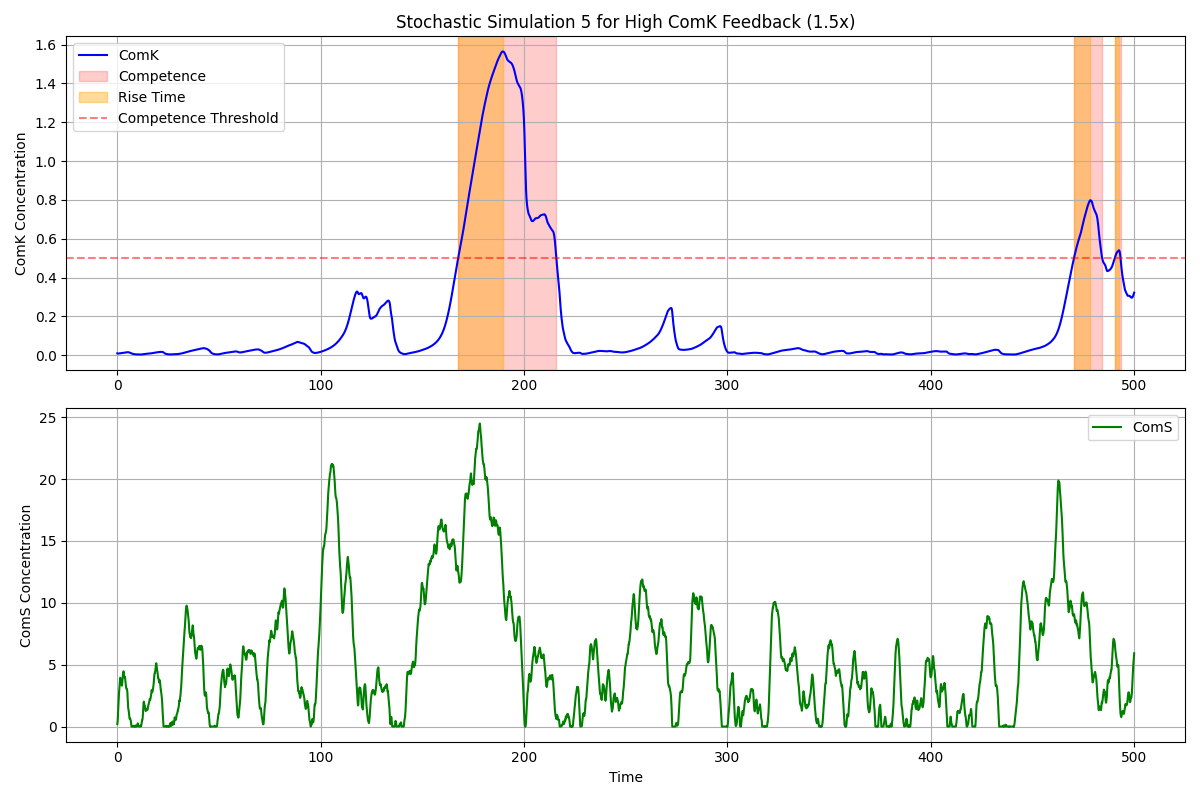 Stochastic Simulation 5 for High ComK Feedback (1.5x)
ComK Concentration
1.6
1.4
1.2
1.0
0.8
0.6
0.4
0.2
0.0
ComK
Competence
Rise Time
Competence Threshold
0 100 200 300 400 500
ComS Concentration
25
20
15
10
5
0
ComS
0 100 200 300 400 500
Time